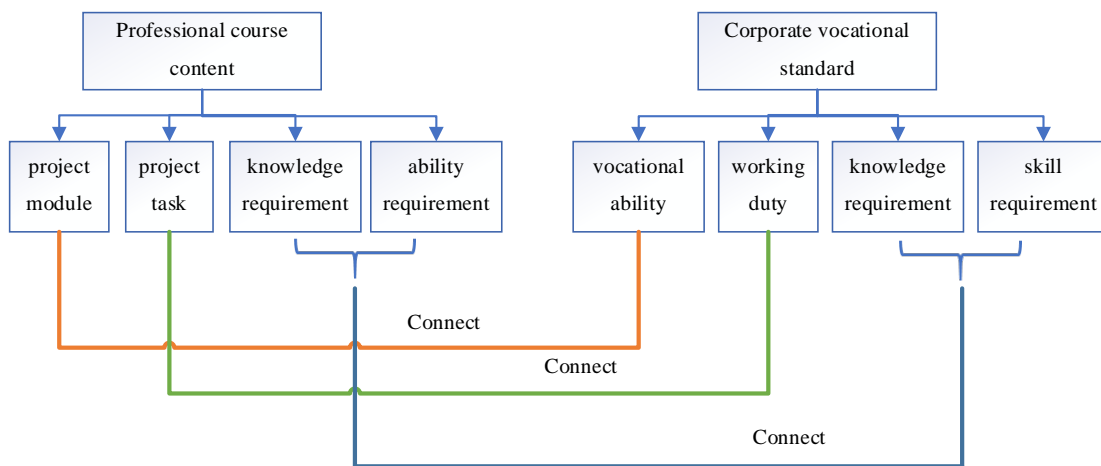 Professional course
content
Corporate vocational
standard
project
module
project
task
knowledge
requirement
ability
requirement
vocational
ability
working
duty
knowledge
requirement
skill
requirement
Connect
Connect
Connect